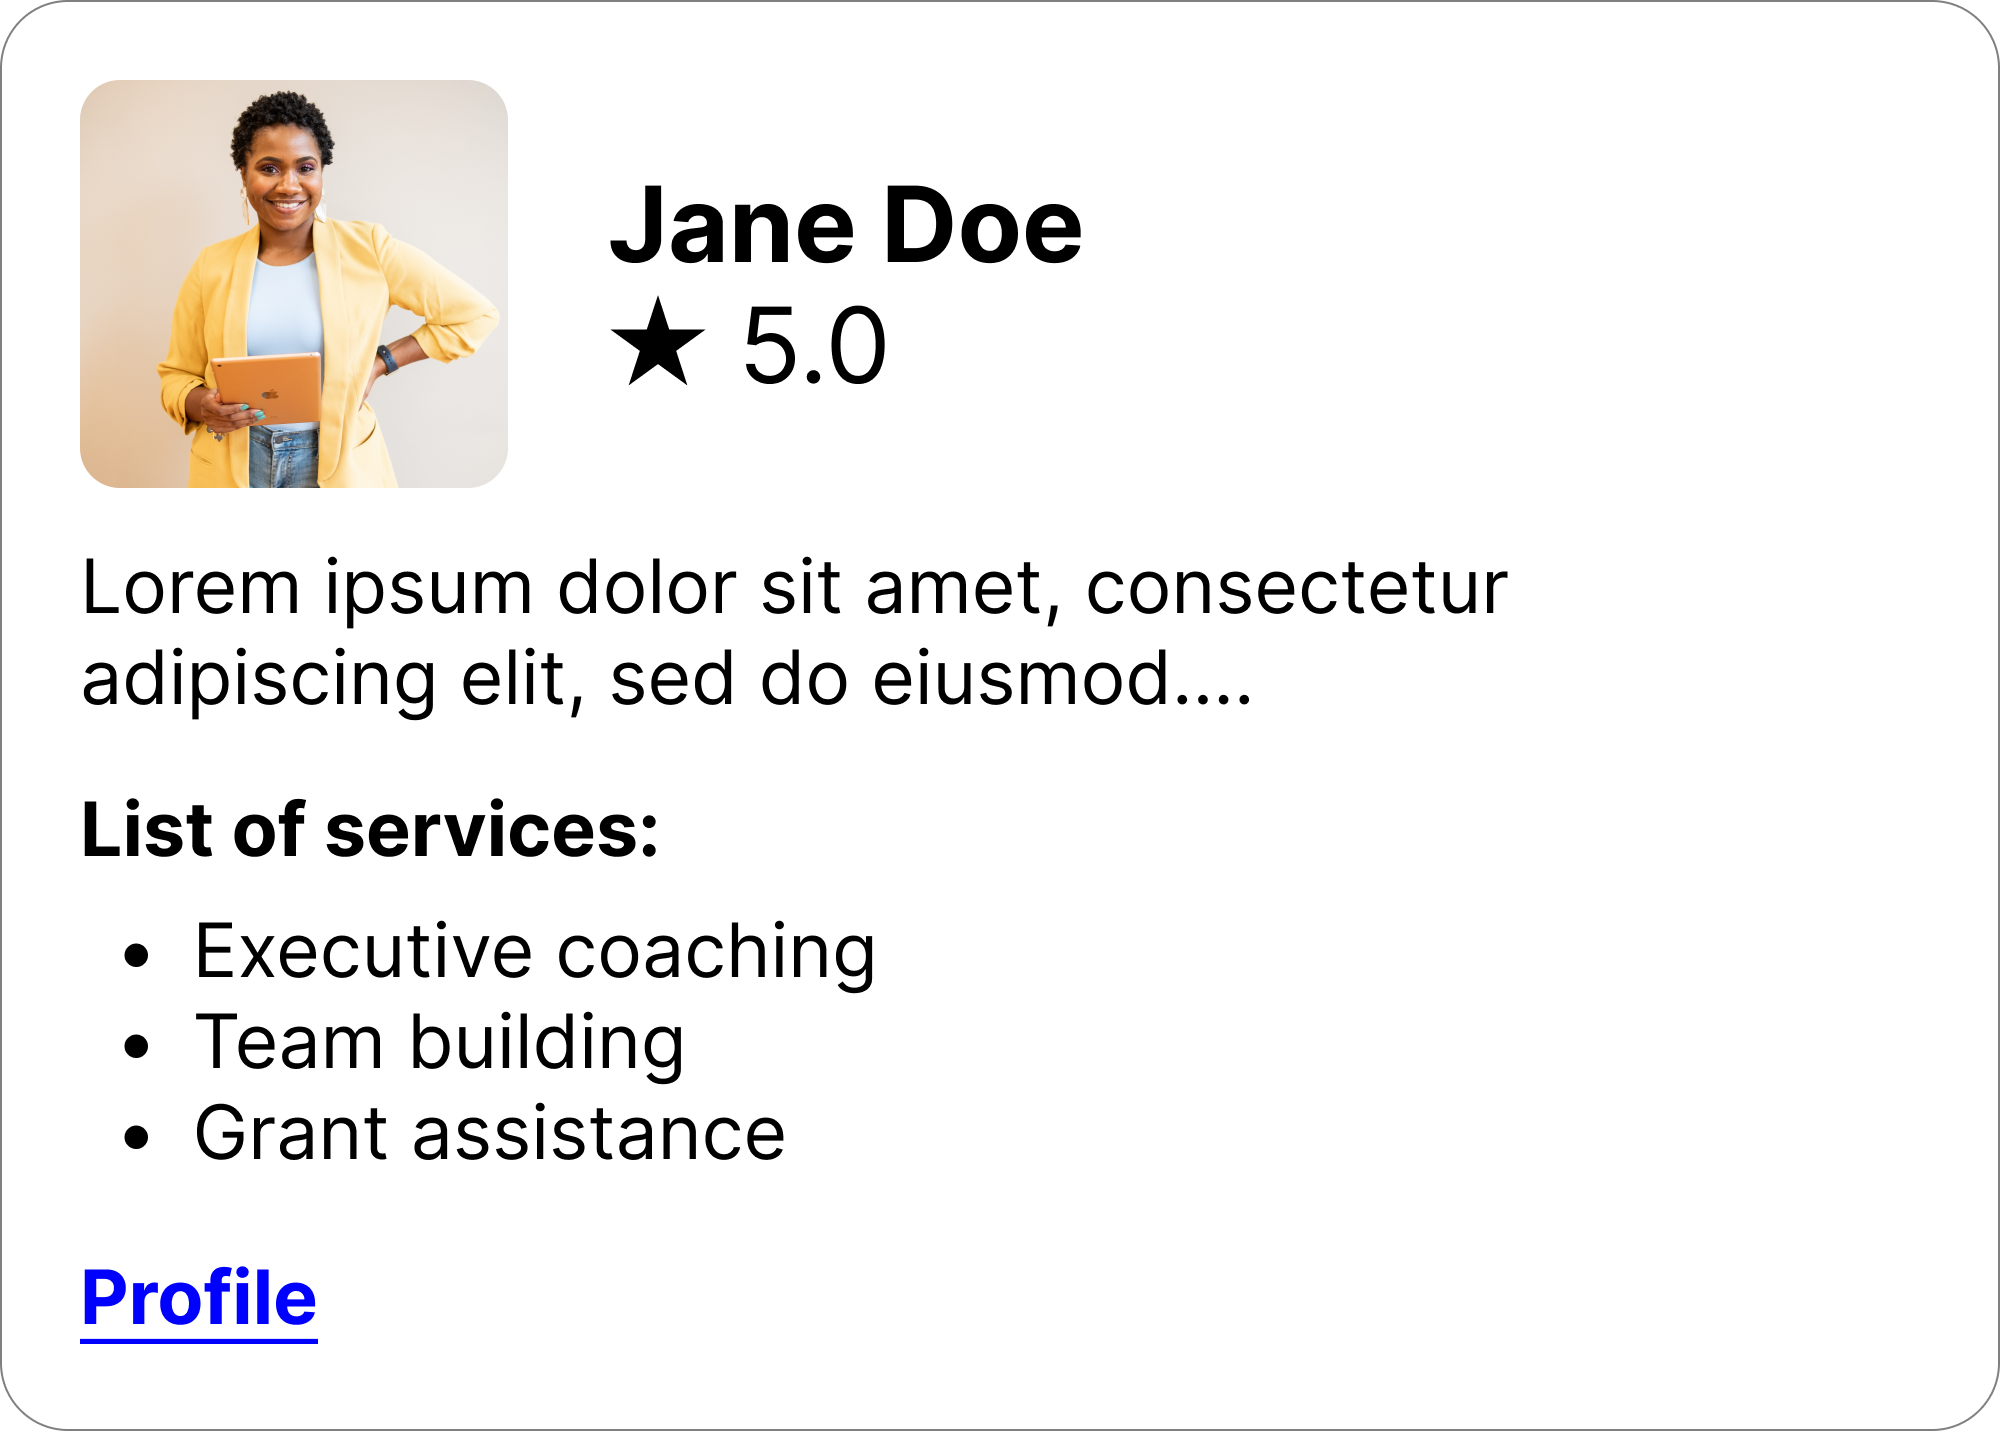 Jane Doe
★ 5.0
Lorem ipsum dolor sit amet, consectetur
adipiscing elit, sed do eiusmod....
List of services:
• Executive coaching
• Team building
• Grant assistance
Profile